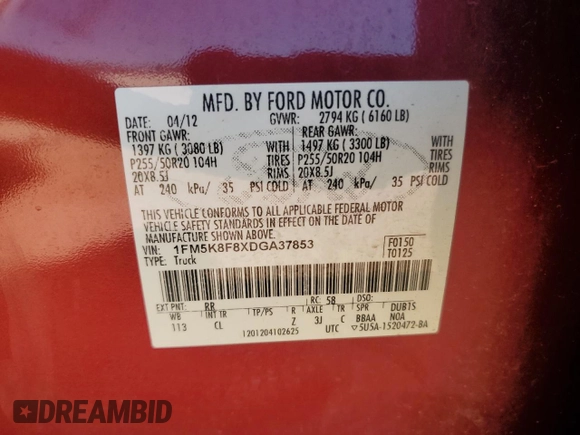 MFD. BY FORD MOTOR CO.
DATE: 04/12 GVWR: 2794 KG ( 6160 LB)
FRONT GAWR: REAR GAWR:
1397 KG ( 3080 LB) WITH 1497 KG ( 3300 LB) WITH
P255/50R20 104H TIRES P255/50R20 104H TIRES
20X8.5J RIMS 20X8.5J RIMS
AT 240 kPa/ 35 PSI COLD AT 240 kPa/ 35 PSI COLD
THIS VEHICLE CONFORMS TO ALL APPLICABLE FEDERAL MOTOR
VEHICLE SAFETY STANDARDS IN EFFECT ON THE DATE OF
MANUFACTURE SHOWN ABOVE.
VIN: 1FM5K8F8XDGA37853 F0150
TYPE: Truck T0125
EXT PNT: RR RC: 58 DSO:
WB INT TR TP/PS R AXLE TR SPR DUB1S
113 CL Z 3J C BBAA NOA
1201204102625 UTC 5U5A-1520472-BA
DREAMBID